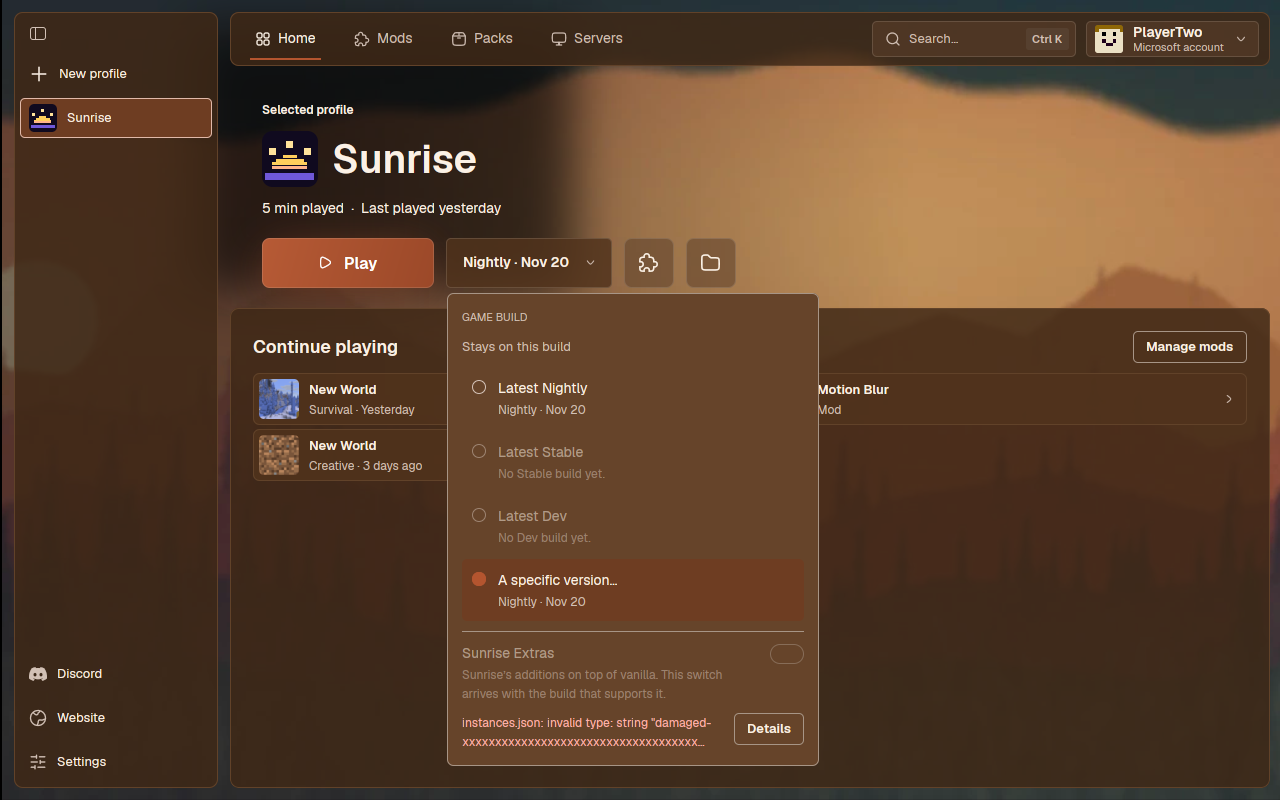 New profile
Sunrise
Discord
Website
Settings
Home
Mods
Packs
Servers
Search...
Ctrl K
PlayerTwo
Microsoft account
Selected profile
Sunrise
5 min played · Last played yesterday
Play
Nightly · Nov 20
Continue playing
Manage mods
New World
Survival · Yesterday
New World
Creative · 3 days ago
Motion Blur
Mod
GAME BUILD
Stays on this build
Latest Nightly
Nightly · Nov 20
Latest Stable
No Stable build yet.
Latest Dev
No Dev build yet.
A specific version...
Nightly · Nov 20
Sunrise Extras
Sunrise's additions on top of vanilla. This switch
arrives with the build that supports it.
instances.json: invalid type: string "damaged-
xxxxxxxxxxxxxxxxxxxxxxxxxxxxxxxxxxxx...
Details